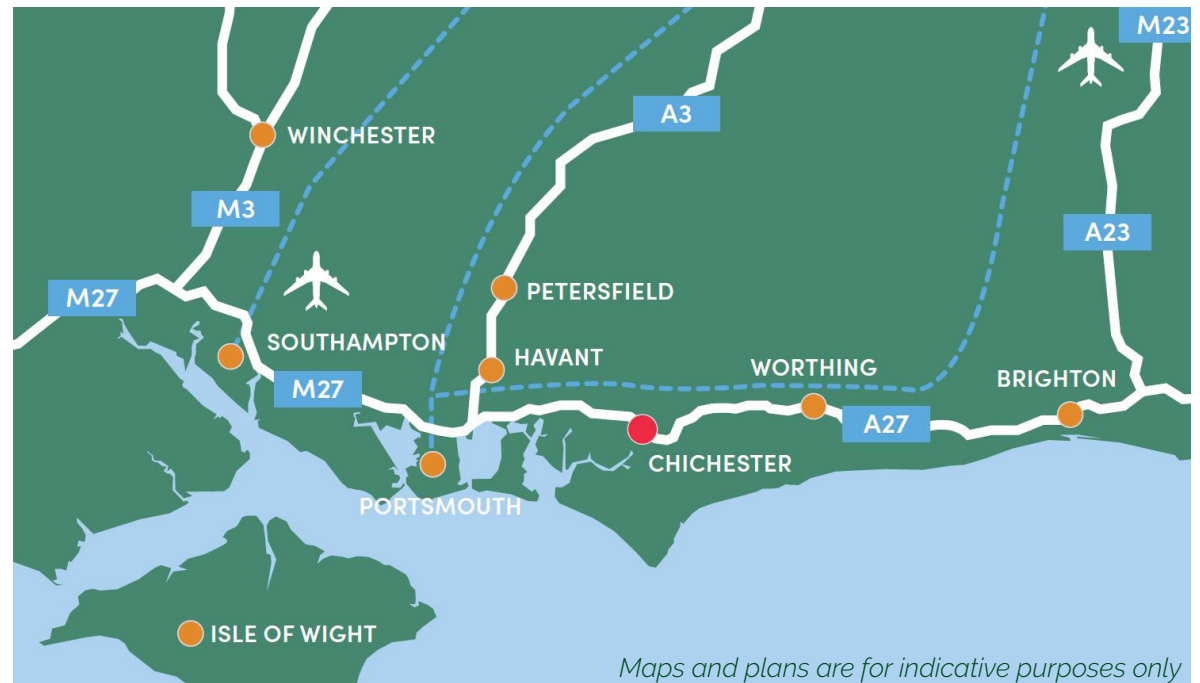 M23
A3
WINCHESTER
M3
A23
M27
PETERSFIELD
SOUTHAMPTON
HAVANT
WORTHING
BRIGHTON
M27
A27
CHICHESTER
PORTSMOUTH
ISLE OF WIGHT
Maps and plans are for indicative purposes only